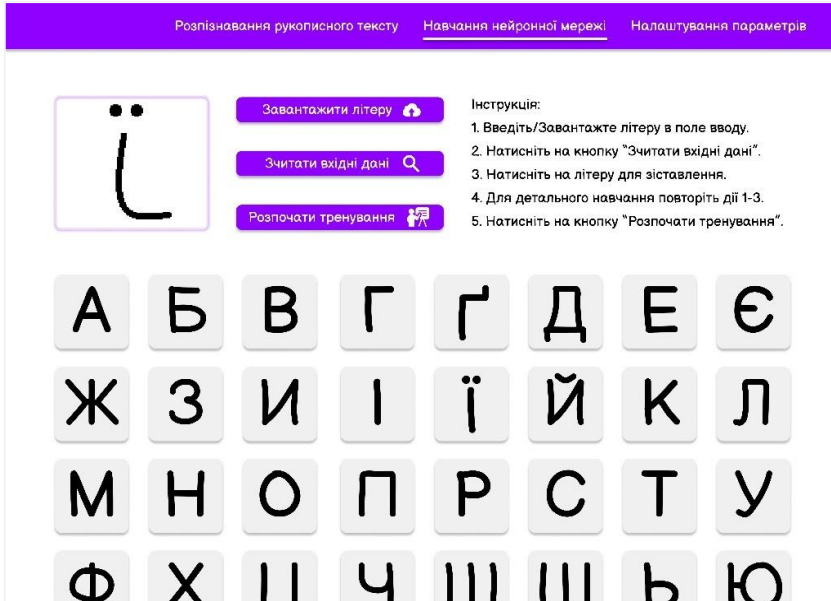 Розпізнавання рукописного тексту Навчання нейронної мережі Налаштування параметрів
ї
Завантажити літеру
Зчитати вхідні дані
Розпочати тренування
Інструкція:
1. Введіть/Завантажте літеру в поле вводу.
2. Натисніть на кнопку "Зчитати вхідні дані".
3. Натисніть на літеру для зіставлення.
4. Для детального навчання повторіть дії 1-3.
5. Натисніть на кнопку "Розпочати тренування".
А Б В Г Ґ Д Е Є
Ж З И І Ї Й К Л
М Н О П Р С Т У
Ф Х Ч Ь Ю